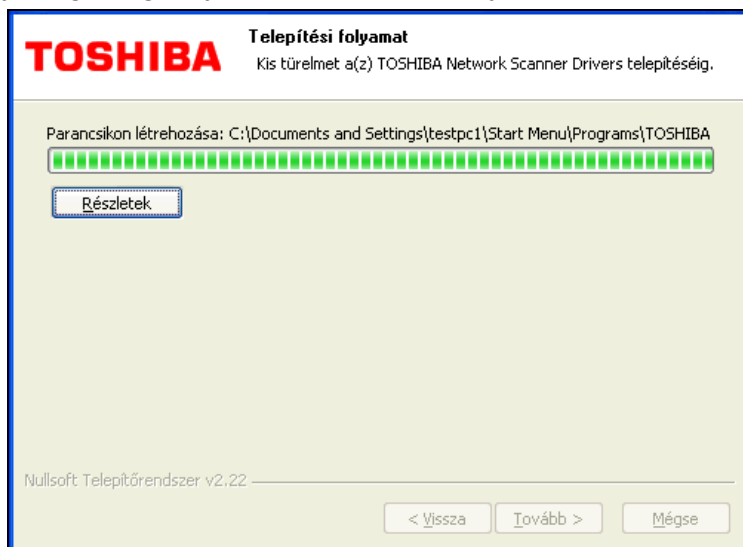 TOSHIBA
Telepítési folyamat
Kis türelmet a(z) TOSHIBA Network Scanner Drivers telepítéséig.
Parancsikon létrehozása: C:\Documents and Settings\testpc1\Start Menu\Programs\TOSHIBA
Részletek
Nullsoft Telepítőrendszer v2.22
< Vissza Tovább > Mégse